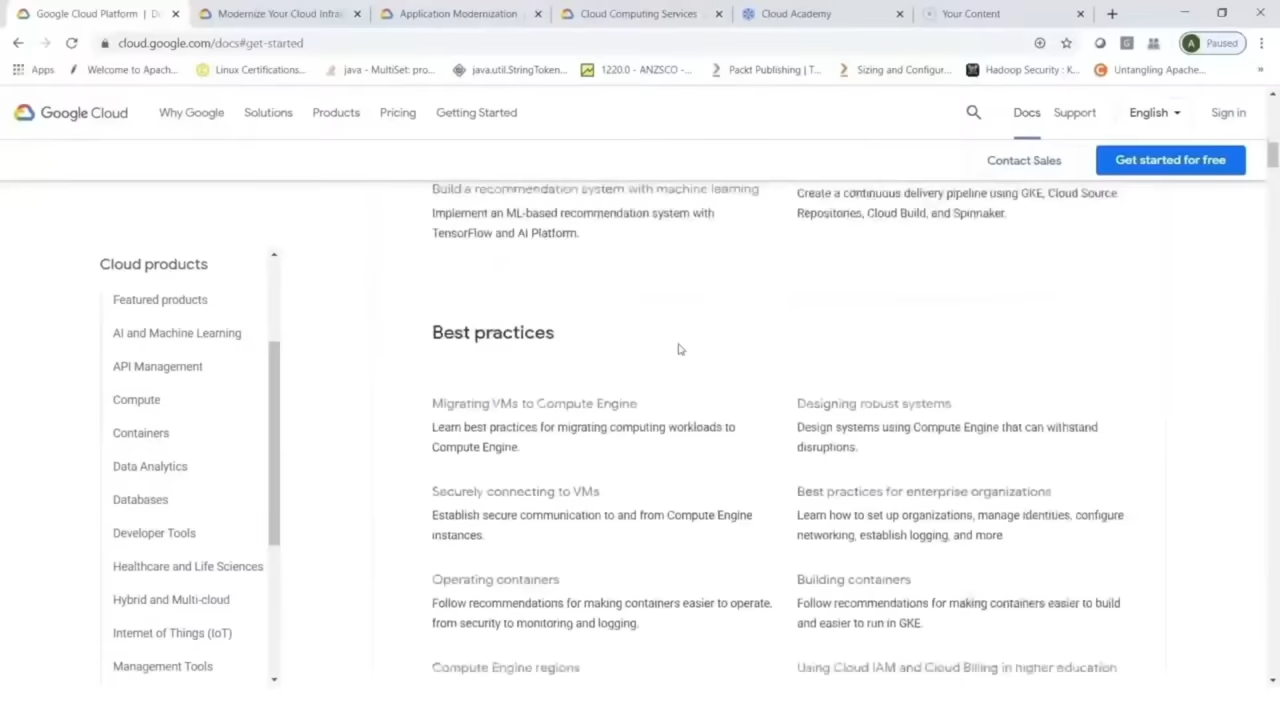 Google Cloud Platform | D
Modernize Your Cloud Infra
Application Modernization
Cloud Computing Services
Cloud Academy
Your Content
cloud.google.com/docs#get-started
A Paused
Apps
Welcome to Apach...
Linux Certifications...
java - MultiSet: pro...
java.util.StringToken...
1220.0 - ANZSCO -...
Packt Publishing | T...
Sizing and Configur...
Hadoop Security : K...
Untangling Apache...
»
Google Cloud
Why Google
Solutions
Products
Pricing
Getting Started
Docs
Support
English
Sign in
Contact Sales
Get started for free
Cloud products
Featured products
AI and Machine Learning
API Management
Compute
Containers
Data Analytics
Databases
Developer Tools
Healthcare and Life Sciences
Hybrid and Multi-cloud
Internet of Things (IoT)
Management Tools
Build a recommendation system with machine learning
Implement an ML-based recommendation system with
TensorFlow and AI Platform.
Create a continuous delivery pipeline using GKE, Cloud Source
Repositories, Cloud Build, and Spinnaker.
Best practices
Migrating VMs to Compute Engine
Learn best practices for migrating computing workloads to
Compute Engine.
Designing robust systems
Design systems using Compute Engine that can withstand
disruptions.
Securely connecting to VMs
Establish secure communication to and from Compute Engine
instances.
Best practices for enterprise organizations
Learn how to set up organizations, manage identities, configure
networking, establish logging, and more
Operating containers
Follow recommendations for making containers easier to operate,
from security to monitoring and logging.
Building containers
Follow recommendations for making containers easier to build
and easier to run in GKE.
Compute Engine regions
Using Cloud IAM and Cloud Billing in higher education